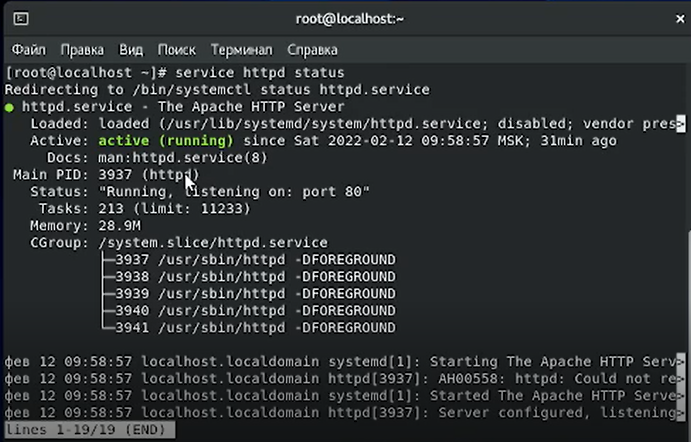 root@localhost:~
Файл Правка Вид Поиск Терминал Справка
[root@localhost ~]# service httpd status
Redirecting to /bin/systemctl status httpd.service
● httpd.service - The Apache HTTP Server
   Loaded: loaded (/usr/lib/systemd/system/httpd.service; disabled; vendor pres>
   Active: active (running) since Sat 2022-02-12 09:58:57 MSK; 31min ago
     Docs: man:httpd.service(8)
 Main PID: 3937 (httpd)
   Status: "Running, listening on: port 80"
    Tasks: 213 (limit: 11233)
   Memory: 28.9M
   CGroup: /system.slice/httpd.service
           ├─3937 /usr/sbin/httpd -DFOREGROUND
           ├─3938 /usr/sbin/httpd -DFOREGROUND
           ├─3939 /usr/sbin/httpd -DFOREGROUND
           ├─3940 /usr/sbin/httpd -DFOREGROUND
           └─3941 /usr/sbin/httpd -DFOREGROUND
фев 12 09:58:57 localhost.localdomain systemd[1]: Starting The Apache HTTP Serv>
фев 12 09:58:57 localhost.localdomain httpd[3937]: AH00558: httpd: Could not re>
фев 12 09:58:57 localhost.localdomain systemd[1]: Started The Apache HTTP Serve>
фев 12 09:58:57 localhost.localdomain httpd[3937]: Server configured, listening>
lines 1-19/19 (END)